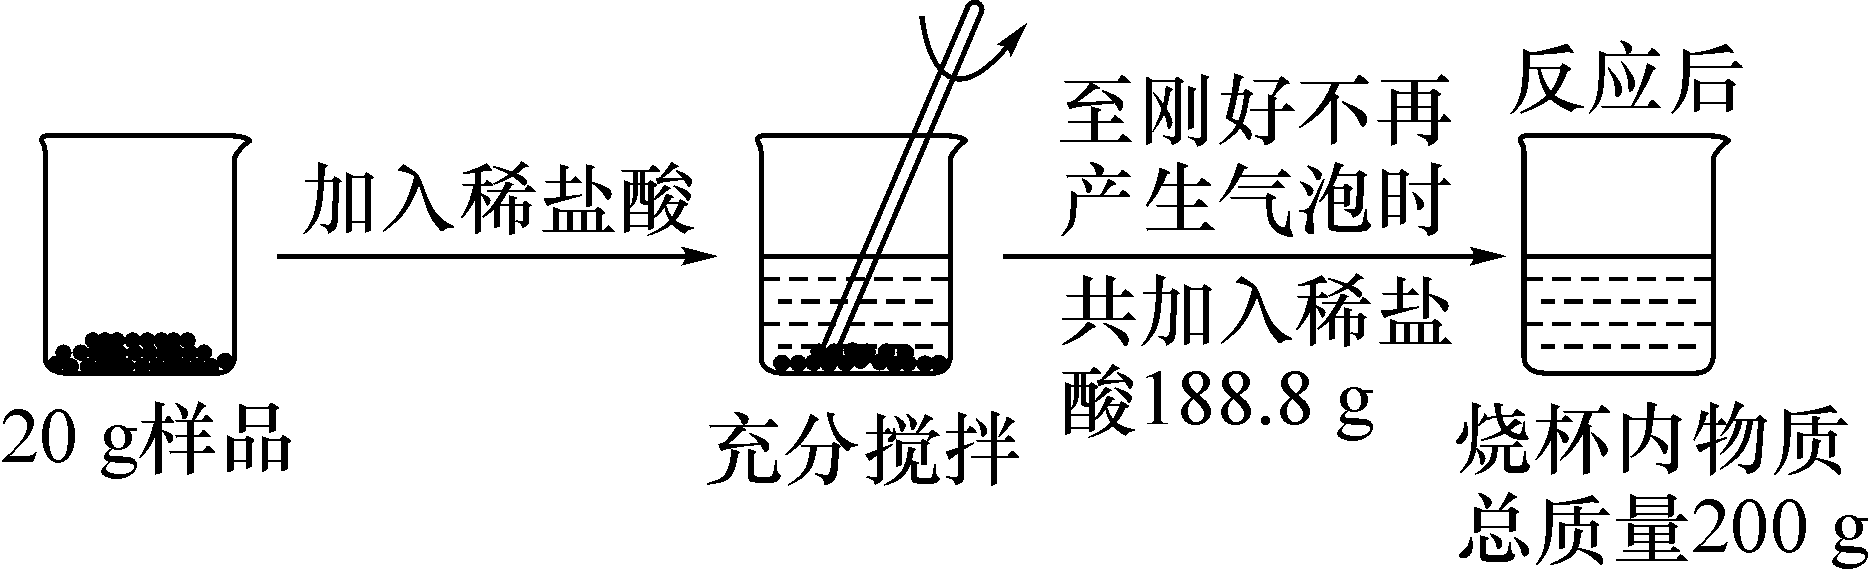 20 g样品
加入稀盐酸
充分搅拌
至刚好不再
产生气泡时
共加入稀盐
酸188.8 g
反应后
烧杯内物质
总质量200 g